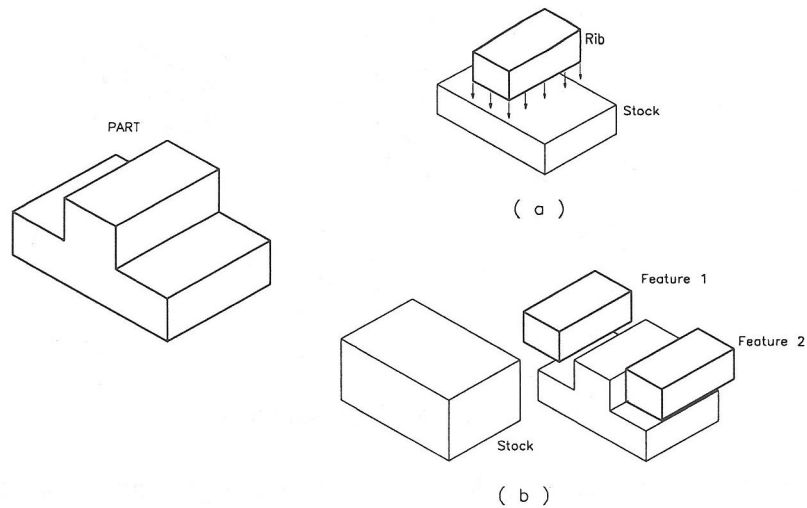 PART
Rib
Stock
( a )
Feature 1
Feature 2
Stock
( b )